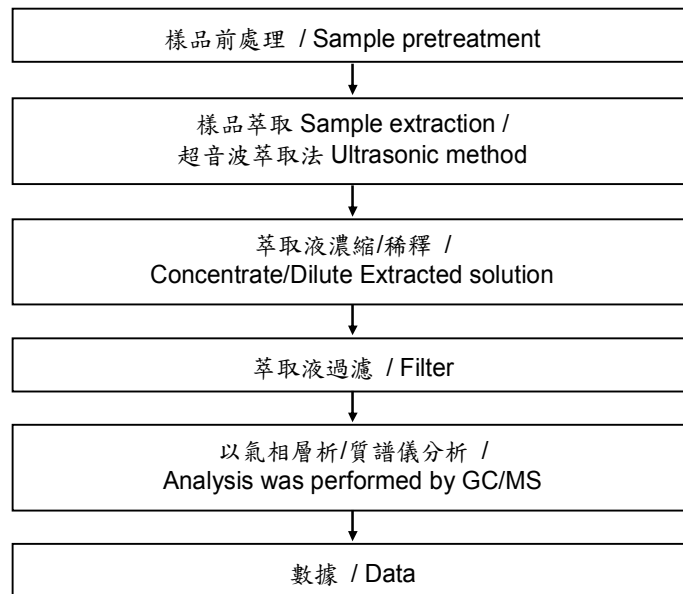 樣品前處理 / Sample pretreatment
樣品萃取 Sample extraction /
超音波萃取法 Ultrasonic method
萃取液濃縮/稀釋 /
Concentrate/Dilute Extracted solution
萃取液過濾 / Filter
以氣相層析/質譜儀分析 /
Analysis was performed by GC/MS
數據 / Data